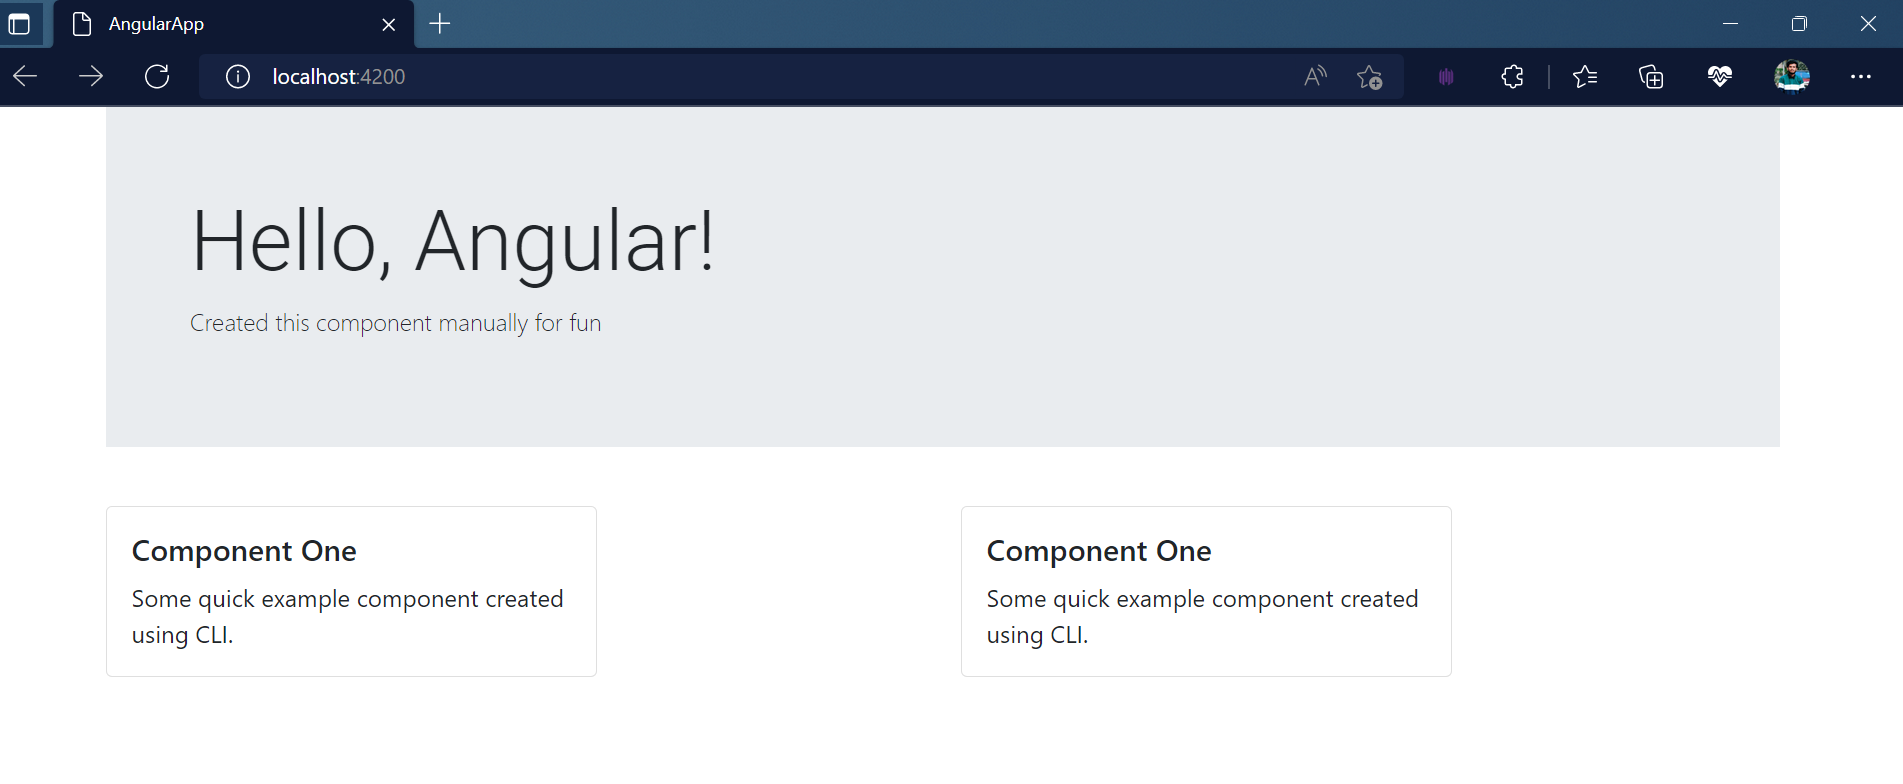 AngularApp
localhost:4200
Hello, Angular!
Created this component manually for fun
Component One
Some quick example component created
using CLI.
Component One
Some quick example component created
using CLI.